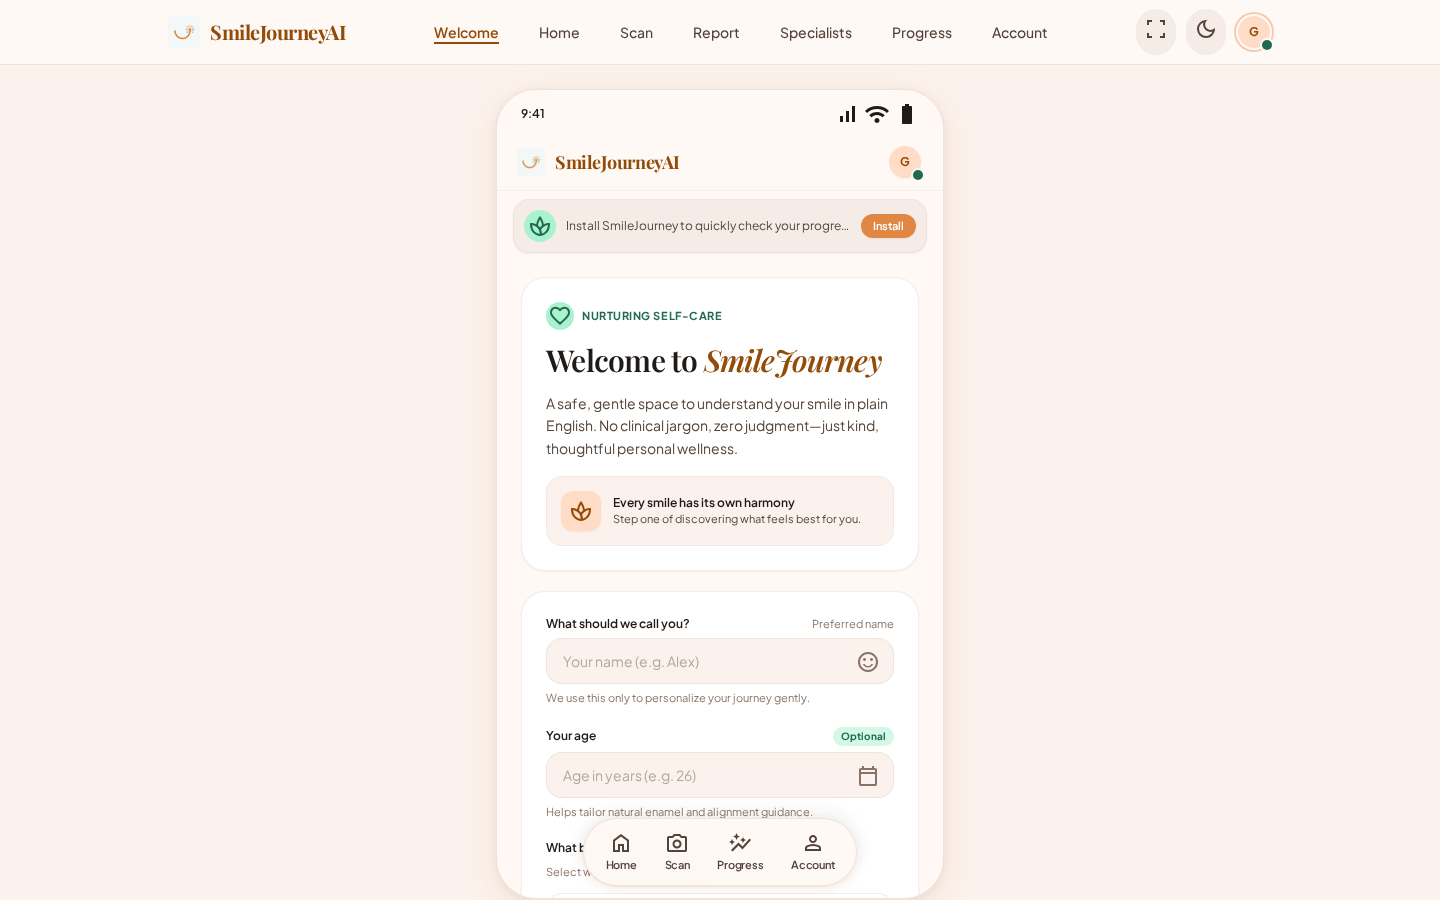 SmileJourneyAI
Welcome
Home
Scan
Report
Specialists
Progress
Account
G
9:41
SmileJourneyAI
G
Install SmileJourney to quickly check your progre...
Install
NURTURING SELF-CARE
Welcome to SmileJourney
A safe, gentle space to understand your smile in plain
English. No clinical jargon, zero judgment—just kind,
thoughtful personal wellness.
Every smile has its own harmony
Step one of discovering what feels best for you.
What should we call you?
Preferred name
Your name (e.g. Alex)
We use this only to personalize your journey gently.
Your age
Optional
Age in years (e.g. 26)
Helps tailor natural enamel and alignment guidance.
What
Select
Home
Scan
Progress
Account